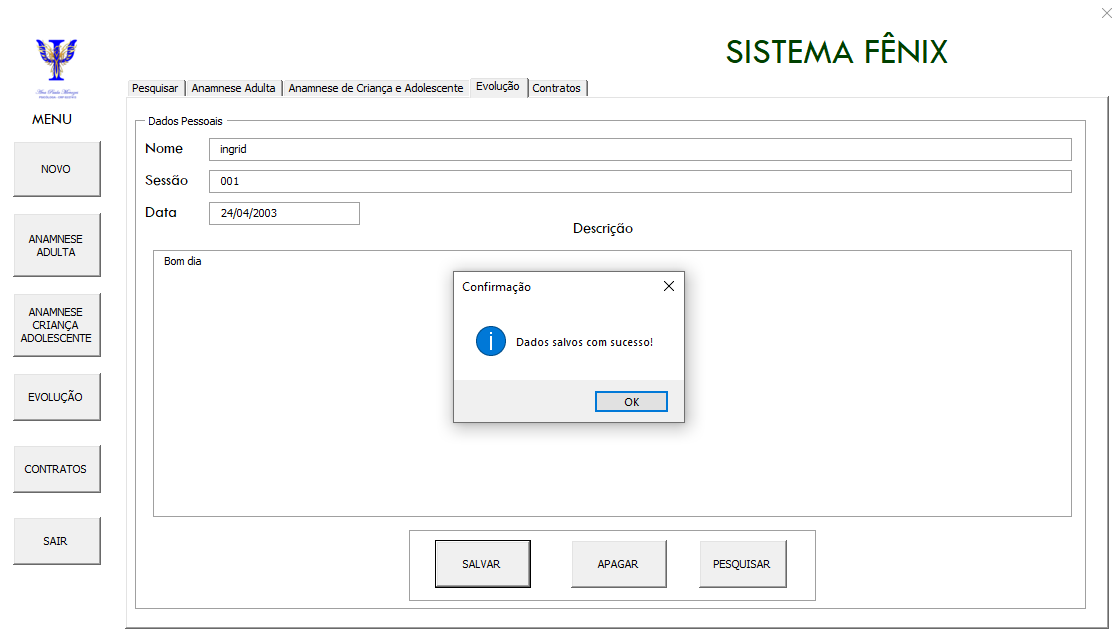 SISTEMA FÊNIX
MENU
NOVO
ANAMNESE
ADULTA
ANAMNESE
CRIANÇA
ADOLESCENTE
EVOLUÇÃO
CONTRATOS
SAIR
Pesquisar
Anamnese Adulta
Anamnese de Criança e Adolescente
Evolução
Contratos
Dados Pessoais
Nome
ingrid
Sessão
001
Data
24/04/2003
Descrição
Bom dia
Confirmação
Dados salvos com sucesso!
OK
SALVAR
APAGAR
PESQUISAR